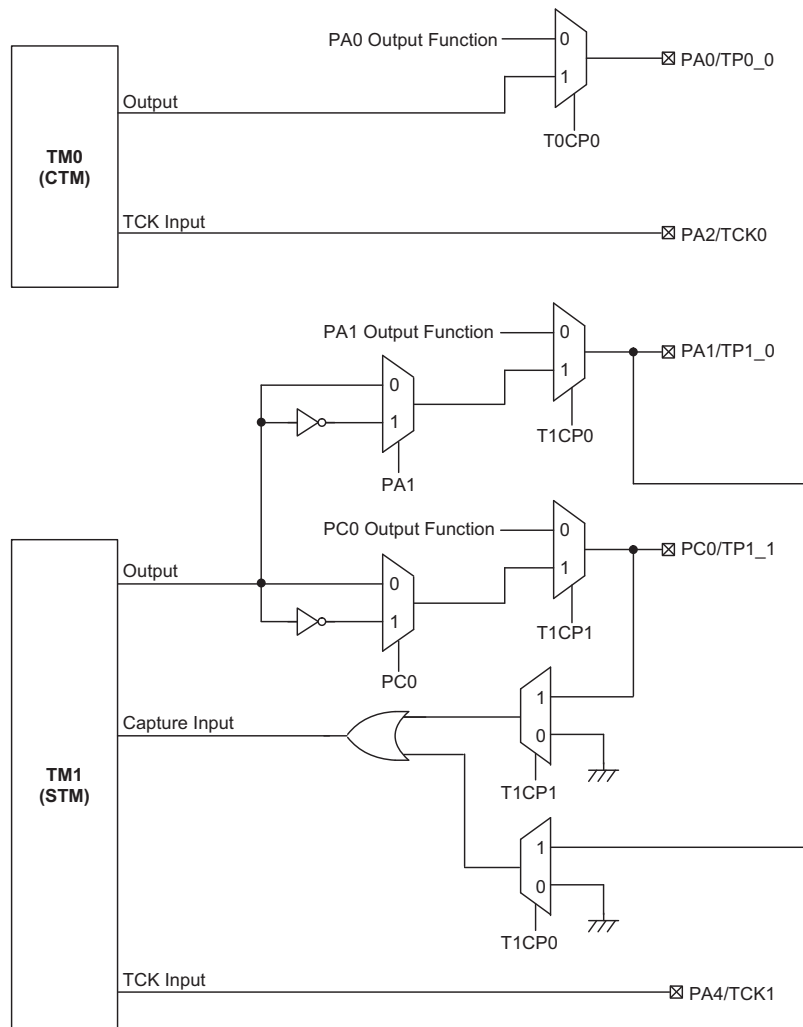 PA0 Output Function
0
1
PA0/TP0_0
Output
T0CP0
TM0
(CTM)
TCK Input
PA2/TCK0
PA1 Output Function
0
1
PA1/TP1_0
0
1
T1CP0
PA1
PC0 Output Function
0
1
PC0/TP1_1
Output
0
1
T1CP1
PC0
Capture Input
1
0
T1CP1
TM1
(STM)
1
0
T1CP0
TCK Input
PA4/TCK1